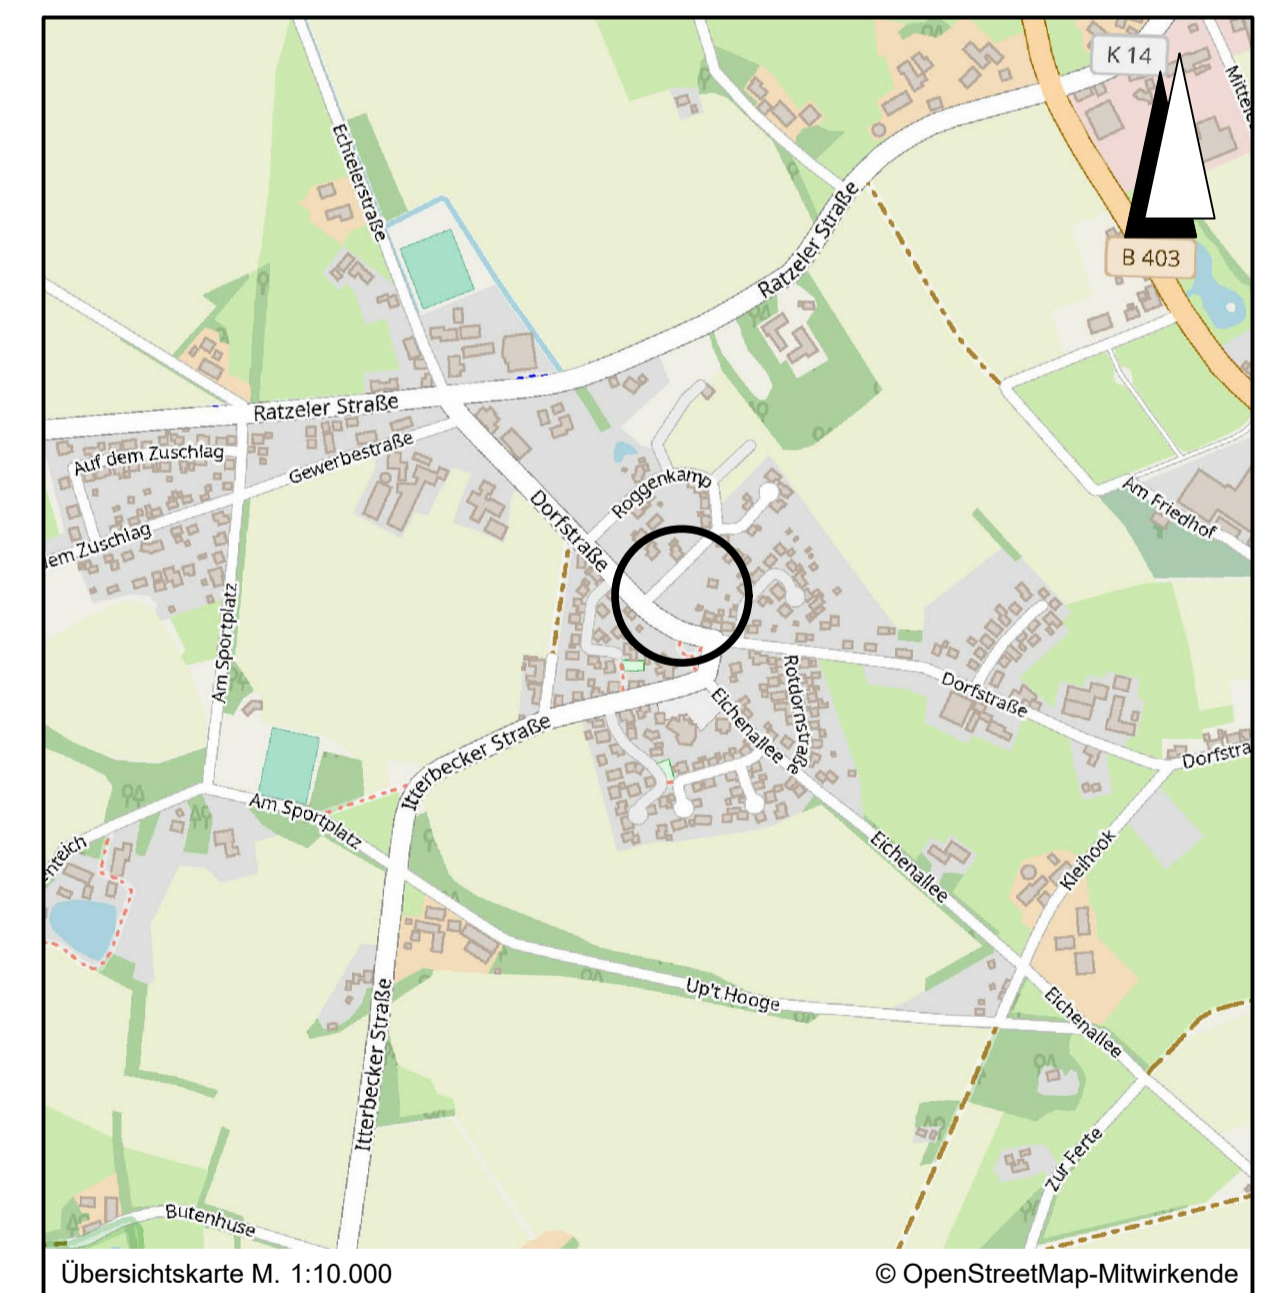 K 14
Echtelerstraße
Ratzeler Straße
B 403
Ratzeler Straße
Auf dem Zuschlag
Gewerbestraße
Roggenkamp
Dorfstraße
Am Friedhof
dem Zuschlag
Am Sportplatz
Rotdornstraße
Dorfstraße
Eichenallee
Itterbecker Straße
Dorfstra
Am Sportplatz
enteich
Eichenallee
Kleihook
Up't Hooge
Itterbecker Straße
Eichenallee
Zur Ferte
Butenhuse
Übersichtskarte M. 1:10.000
© OpenStreetMap-Mitwirkende